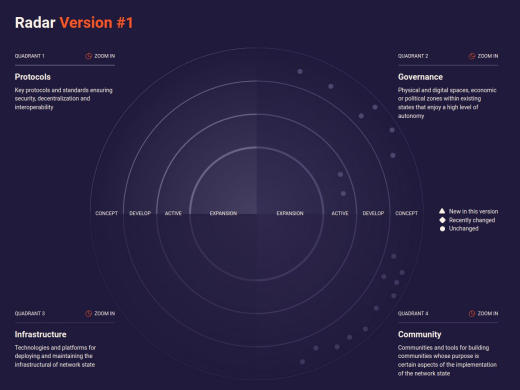 Radar Version #1
QUADRANT 1
ZOOM IN
Protocols
Key protocols and standards ensuring
security, decentralization and
interoperability
QUADRANT 2
ZOOM IN
Governance
Physical and digital spaces, economic
or political zones within existing
states that enjoy a high level of
autonomy
CONCEPT
DEVELOP
ACTIVE
EXPANSION
EXPANSION
ACTIVE
DEVELOP
CONCEPT
New in this version
Recently changed
Unchanged
QUADRANT 3
ZOOM IN
Infrastructure
Technologies and platforms for
deploying and maintaining the
infrastructural of network state
QUADRANT 4
ZOOM IN
Community
Communities and tools for building
communities whose purpose is
certain aspects of the implementation
of the network state